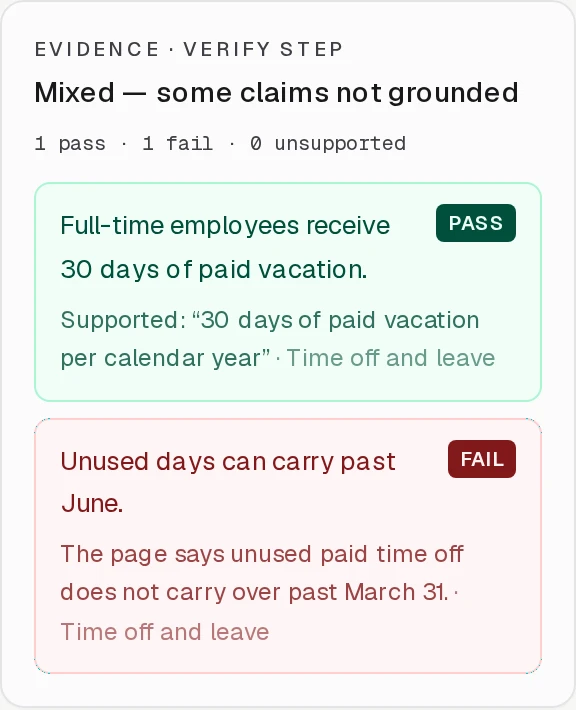 EVIDENCE · VERIFY STEP
Mixed — some claims not grounded
1 pass · 1 fail · 0 unsupported
Full-time employees receive
PASS
30 days of paid vacation.
Supported: “30 days of paid vacation
per calendar year” · Time off and leave
Unused days can carry past
FAIL
June.
The page says unused paid time off
does not carry over past March 31. ·
Time off and leave